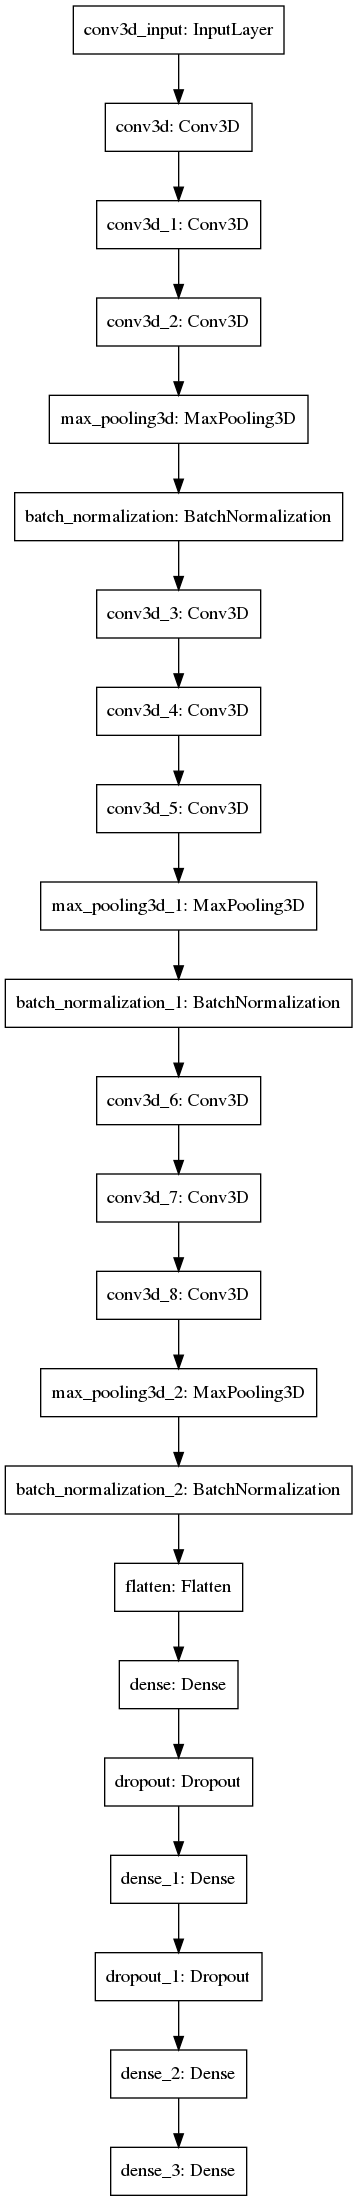 conv3d_input: InputLayer
conv3d: Conv3D
conv3d_1: Conv3D
conv3d_2: Conv3D
max_pooling3d: MaxPooling3D
batch_normalization: BatchNormalization
conv3d_3: Conv3D
conv3d_4: Conv3D
conv3d_5: Conv3D
max_pooling3d_1: MaxPooling3D
batch_normalization_1: BatchNormalization
conv3d_6: Conv3D
conv3d_7: Conv3D
conv3d_8: Conv3D
max_pooling3d_2: MaxPooling3D
batch_normalization_2: BatchNormalization
flatten: Flatten
dense: Dense
dropout: Dropout
dense_1: Dense
dropout_1: Dropout
dense_2: Dense
dense_3: Dense